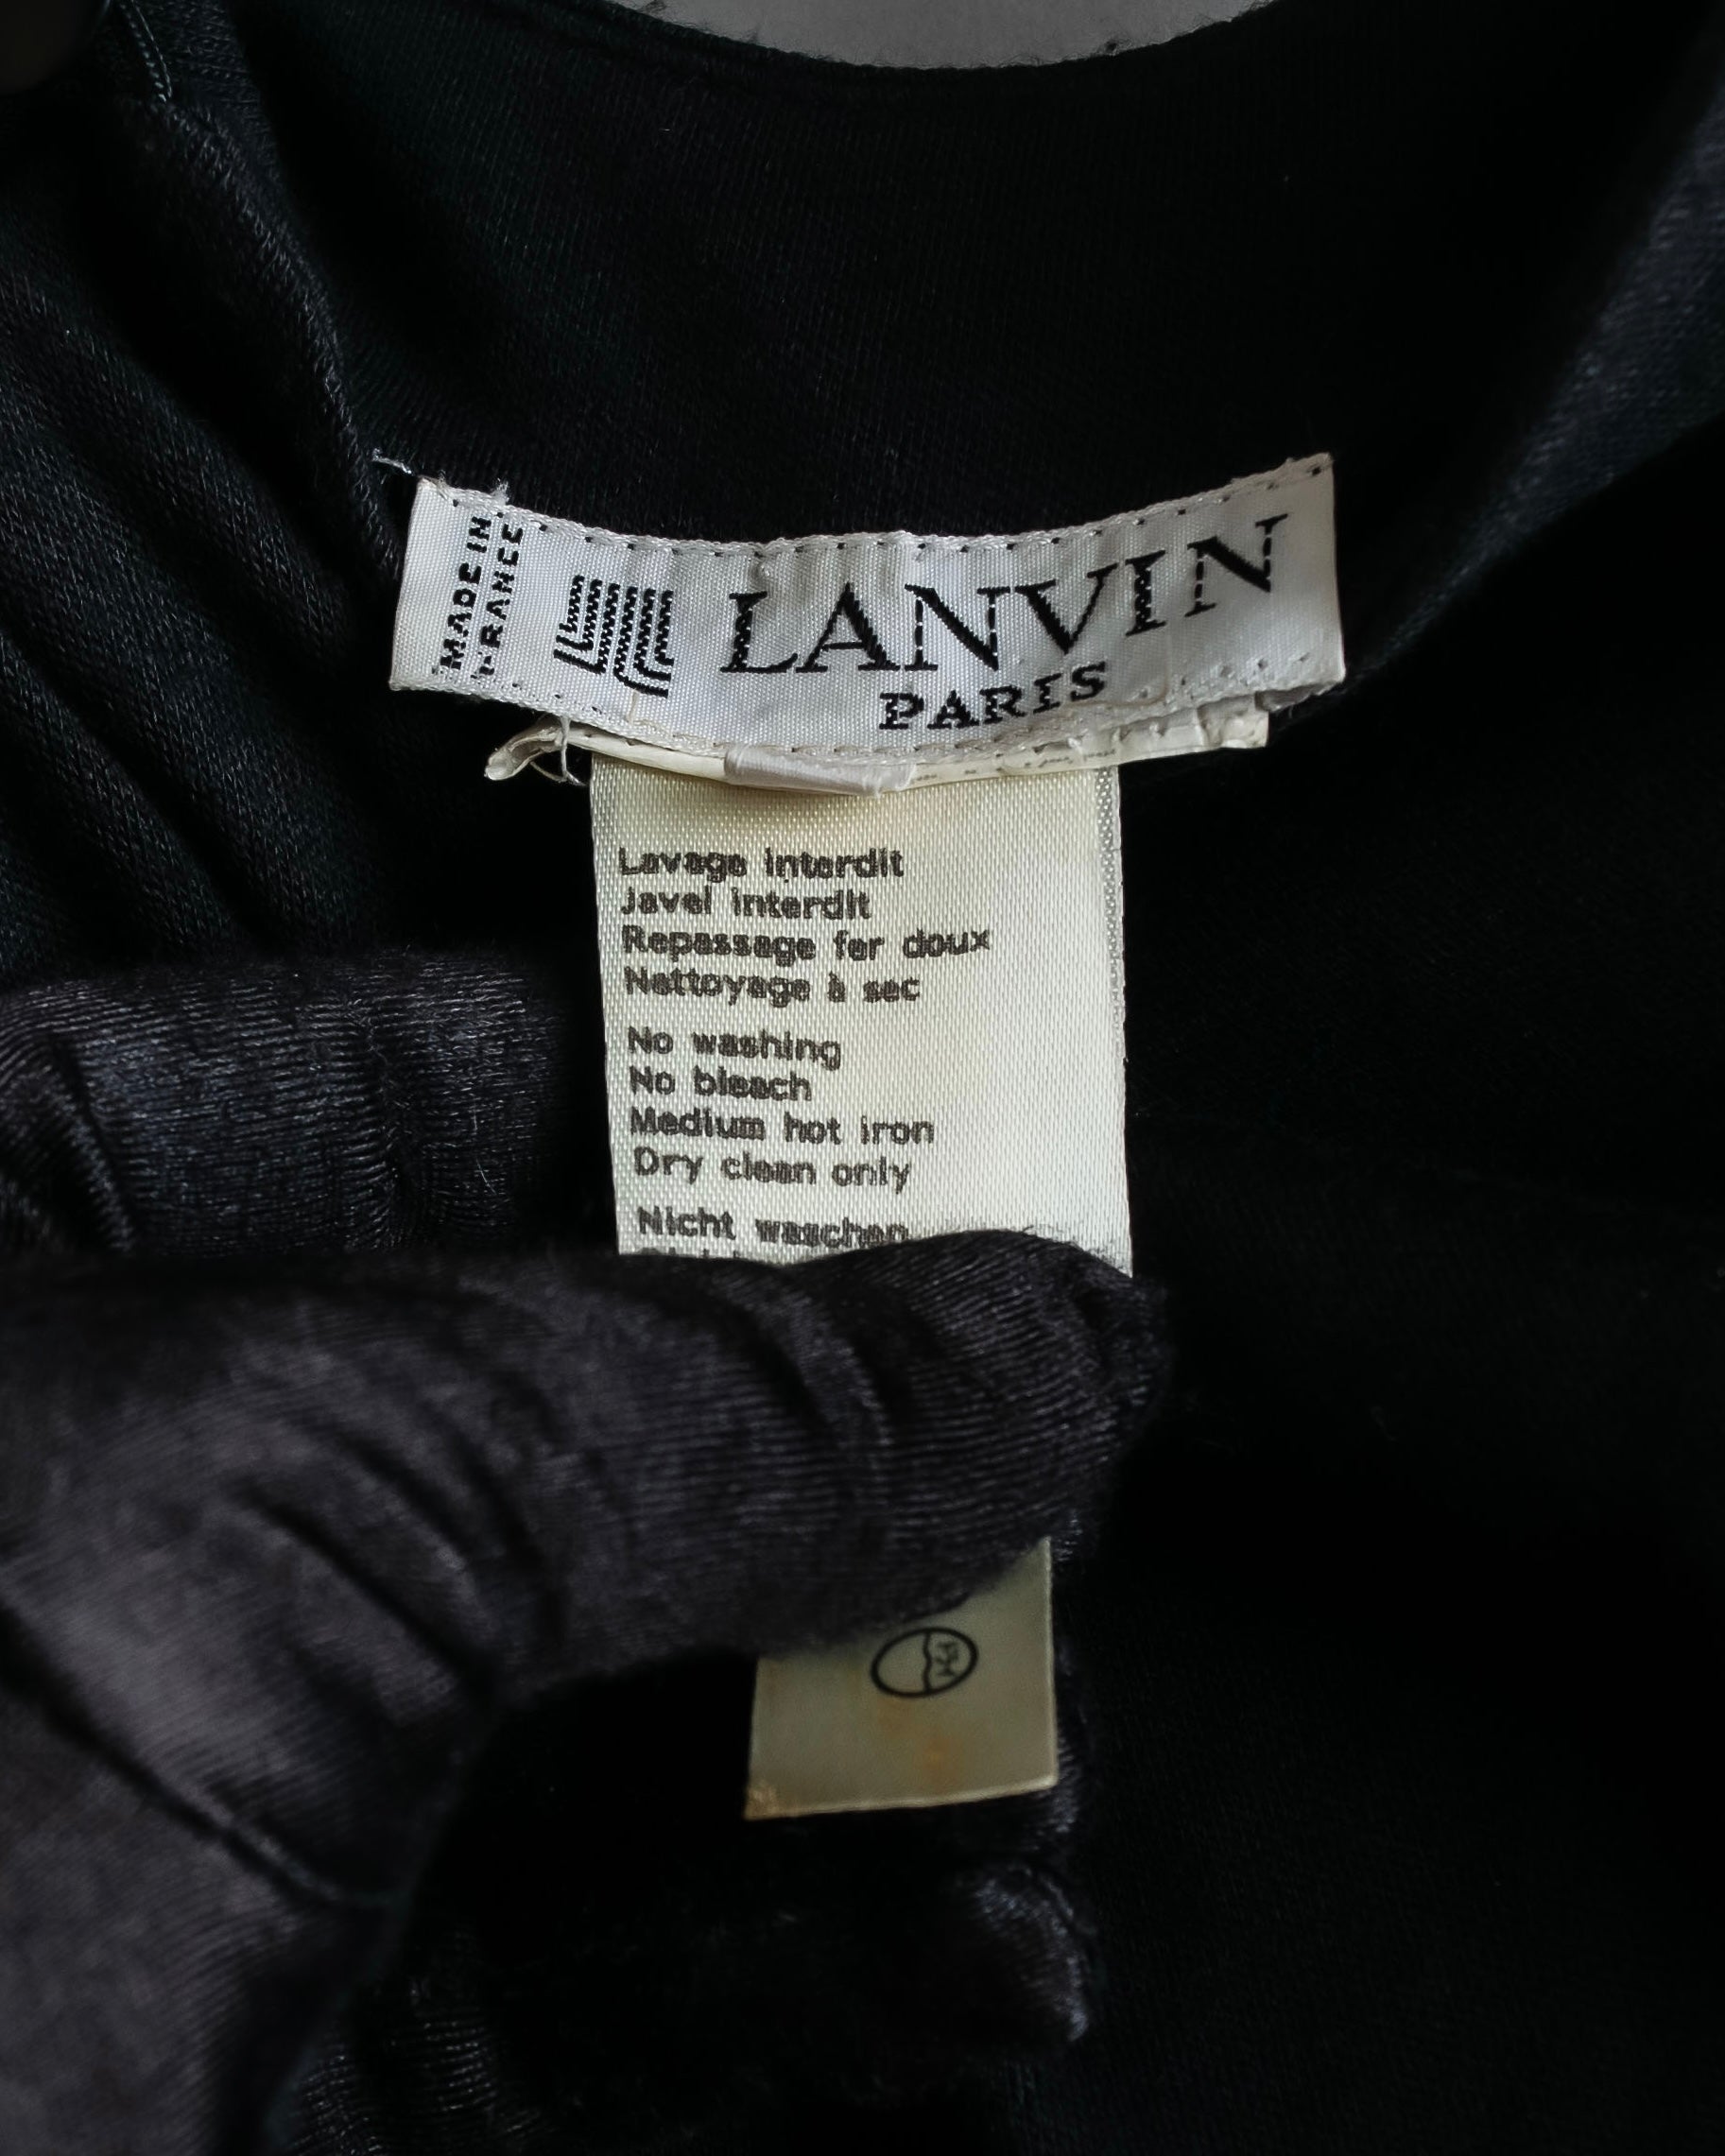 MADE IN
FRANCE
LANVIN
PARIS
Lavage interdit
Javel interdit
Repassage fer doux
Nettoyage à sec
No washing
No bleach
Medium hot iron
Dry clean only
Nicht waschen